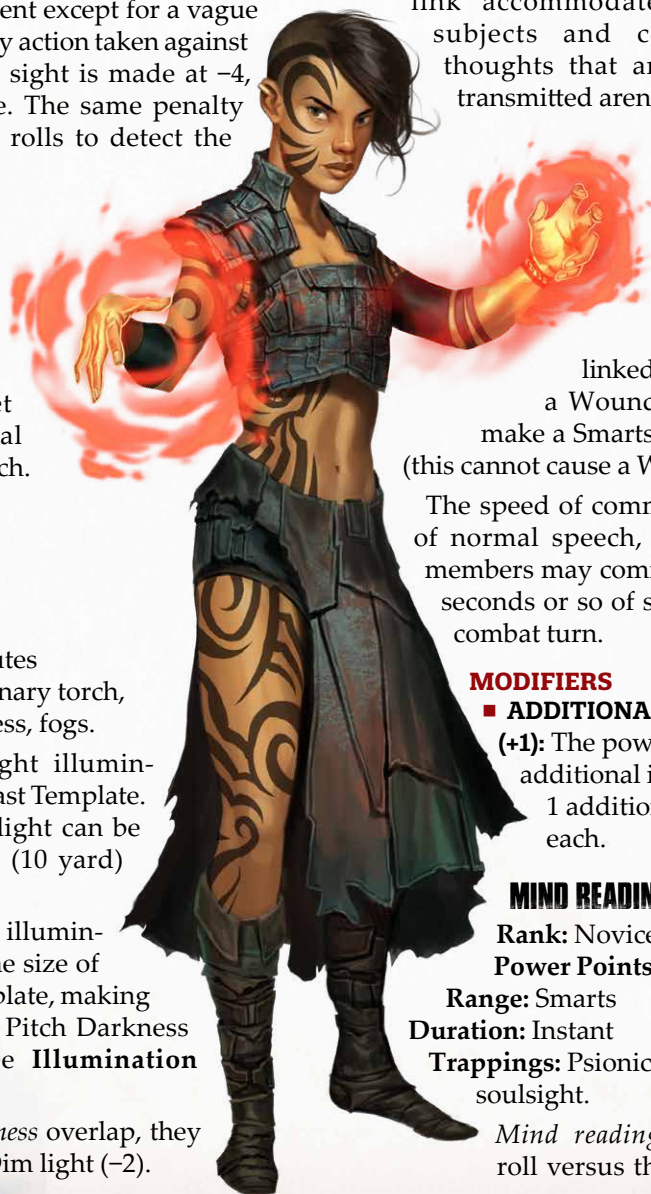 ent except for a vague
y action taken against
sight is made at −4,
e. The same penalty
rolls to detect the
et
al
ch.
utes
nary torch,
ess, fogs.
ght illumin-
ast Template.
light can be
(10 yard)
illumin-
he size of
plate, making
Pitch Darkness
e Illumination
ness overlap, they
Dim light (−2).
link accommodate
subjects and c
thoughts that ar
transmitted aren
linked
a Wound
make a Smarts
(this cannot cause a W
The speed of comm
of normal speech,
members may comm
seconds or so of s
combat turn.
MODIFIERS
■ ADDITIONA
(+1): The pow
additional i
1 addition
each.
MIND READIN
Rank: Novice
Power Points
Range: Smarts
Duration: Instant
Trappings: Psionic
soulsight.
Mind reading
roll versus th